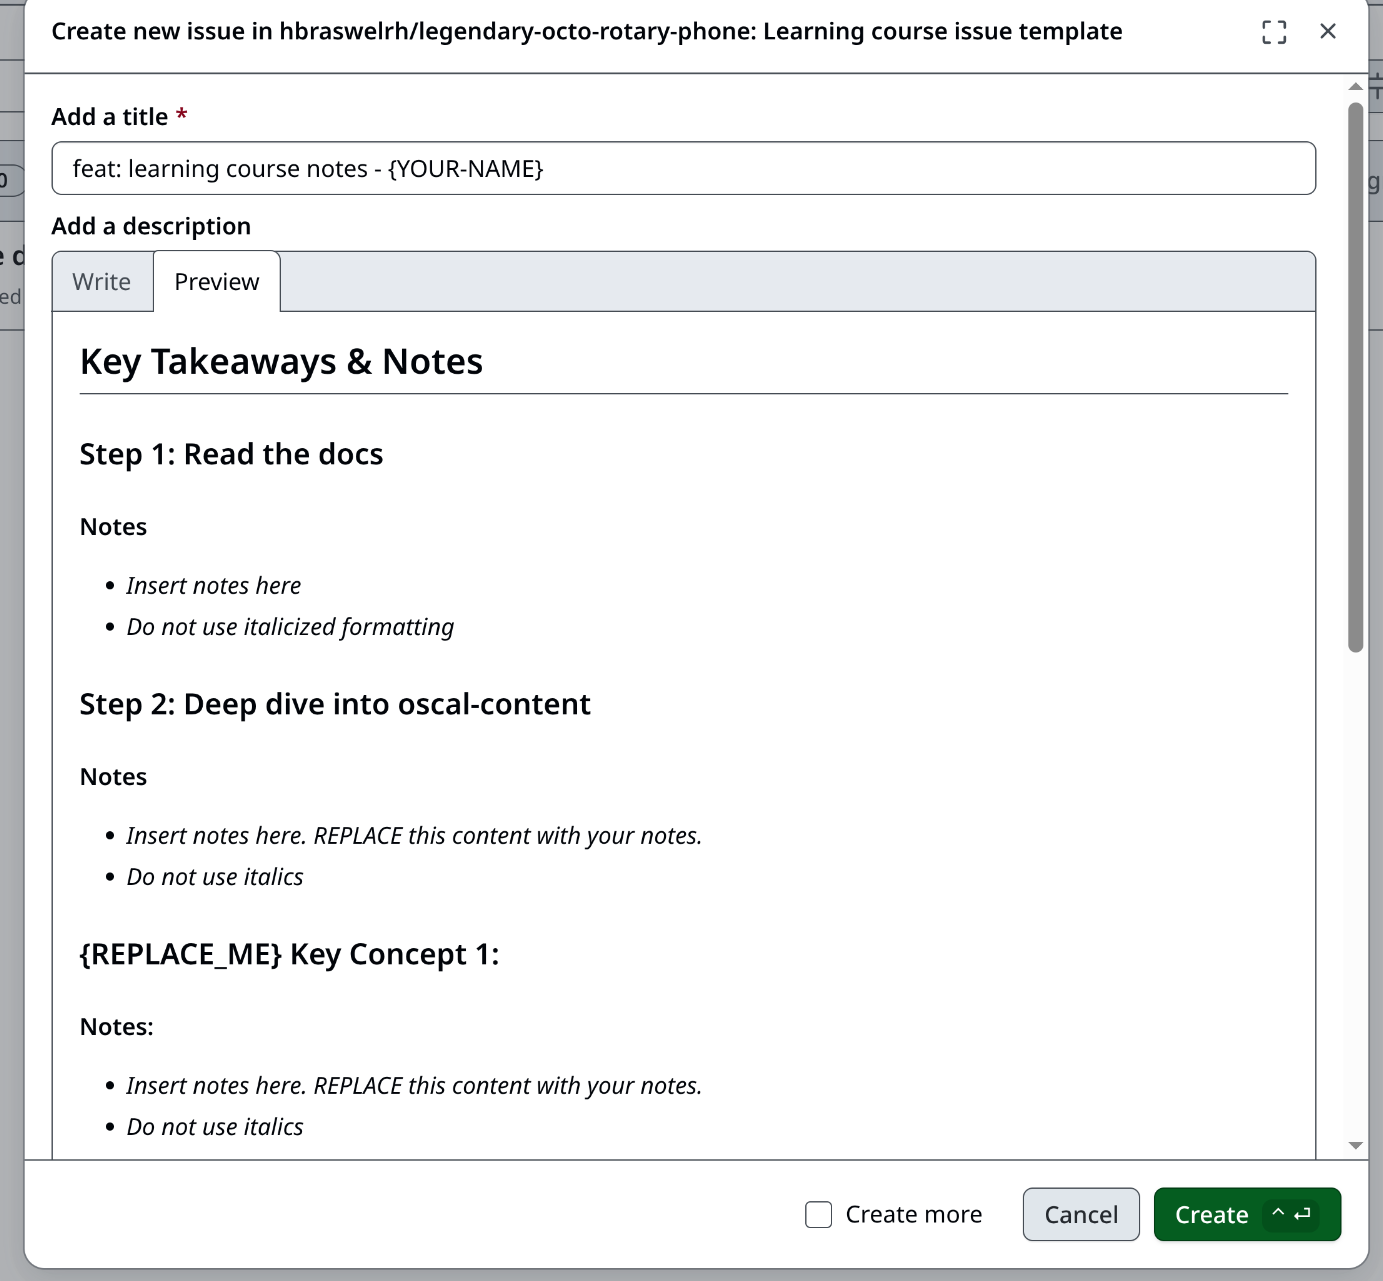 Create new issue in hbraswelrh/legendary-octo-rotary-phone: Learning course issue template
Add a title *
feat: learning course notes - {YOUR-NAME}
Add a description
Write
Preview
Key Takeaways & Notes
Step 1: Read the docs
Notes
• Insert notes here
• Do not use italicized formatting
Step 2: Deep dive into oscal-content
Notes
• Insert notes here. REPLACE this content with your notes.
• Do not use italics
{REPLACE_ME} Key Concept 1:
Notes:
• Insert notes here. REPLACE this content with your notes.
• Do not use italics
Create more
Cancel
Create ^ ↵